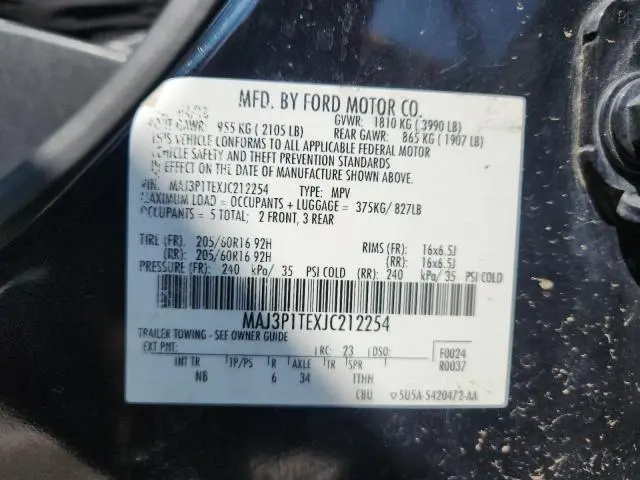 MFD. BY FORD MOTOR CO.
GVWR: 1810 KG ( 3990 LB)
GAWR: 955 KG ( 2105 LB) REAR GAWR: 865 KG ( 1907 LB)
THIS VEHICLE CONFORMS TO ALL APPLICABLE FEDERAL MOTOR
VEHICLE SAFETY AND THEFT PREVENTION STANDARDS
IN EFFECT ON THE DATE OF MANUFACTURE SHOWN ABOVE.
VIN: MAJ3P1TEXJC212254 TYPE: MPV
MAXIMUM LOAD = OCCUPANTS + LUGGAGE = 375KG/ 827LB
OCCUPANTS = 5 TOTAL; 2 FRONT, 3 REAR
TIRE (FR): 205/60R16 92H RIMS (FR): 16x6.5J
(RR): 205/60R16 92H (RR): 16x6.5J
PRESSURE (FR): 240 kPa/ 35 PSI COLD (RR): 240 kPa/ 35 PSI COLD
MAJ3P1TEXJC212254
TRAILER TOWING - SEE OWNER GUIDE
EXT PNT: RC: 23 DSO: F0024
INT TR TP/PS R AXLE TR SPR R0037
NB 6 34 ITHH
CBU 5U5A-5420472-AA